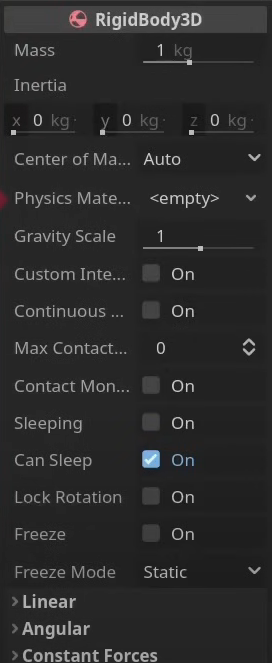 RigidBody3D
Mass 1 kg
Inertia
x 0 kg· y 0 kg· z 0 kg·
Center of Ma... Auto
Physics Mate... <empty>
Gravity Scale 1
Custom Inte... On
Continuous ... On
Max Contact... 0
Contact Mon... On
Sleeping On
Can Sleep On
Lock Rotation On
Freeze On
Freeze Mode Static
Linear
Angular
Constant Forces